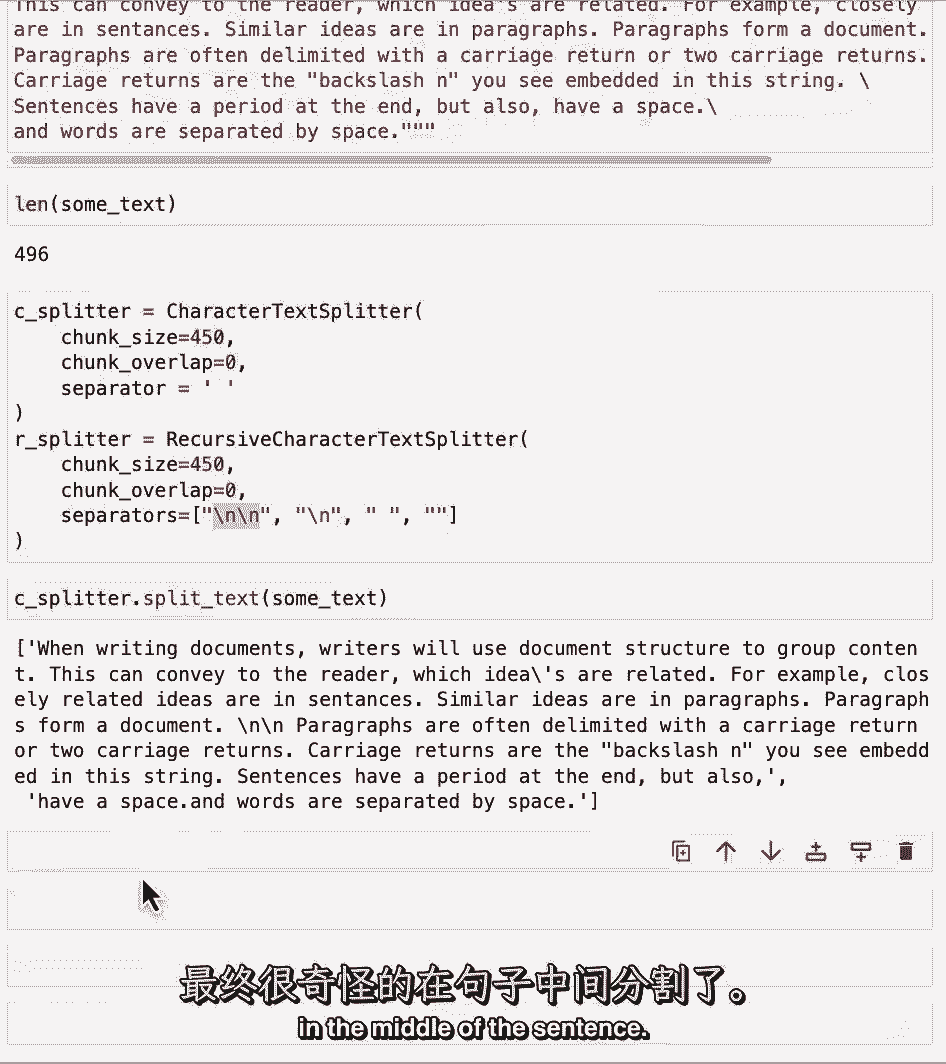 This can convey to the reader, which idea's are related. For example, closely
are in sentances. Similar ideas are in paragraphs. Paragraphs form a document.
Paragraphs are often delimited with a carriage return or two carriage returns.
Carriage returns are the "backslash n" you see embedded in this string. \
Sentences have a period at the end, but also, have a space.\
and words are separated by space."""
len(some_text)
496
c_splitter = CharacterTextSplitter(
    chunk_size=450,
    chunk_overlap=0,
    separator = ' '
)
r_splitter = RecursiveCharacterTextSplitter(
    chunk_size=450,
    chunk_overlap=0,
    separators=["\n\n", "\n", " ", ""]
)
c_splitter.split_text(some_text)
['When writing documents, writers will use document structure to group conten
t. This can convey to the reader, which idea\'s are related. For example, clos
ely related ideas are in sentances. Similar ideas are in paragraphs. Paragraph
s form a document. \n\n Paragraphs are often delimited with a carriage return
or two carriage returns. Carriage returns are the "backslash n" you see embedd
ed in this string. Sentences have a period at the end, but also,',
 'have a space.and words are separated by space.']
最终很奇怪的在句子中间分割了。
in the middle of the sentence.